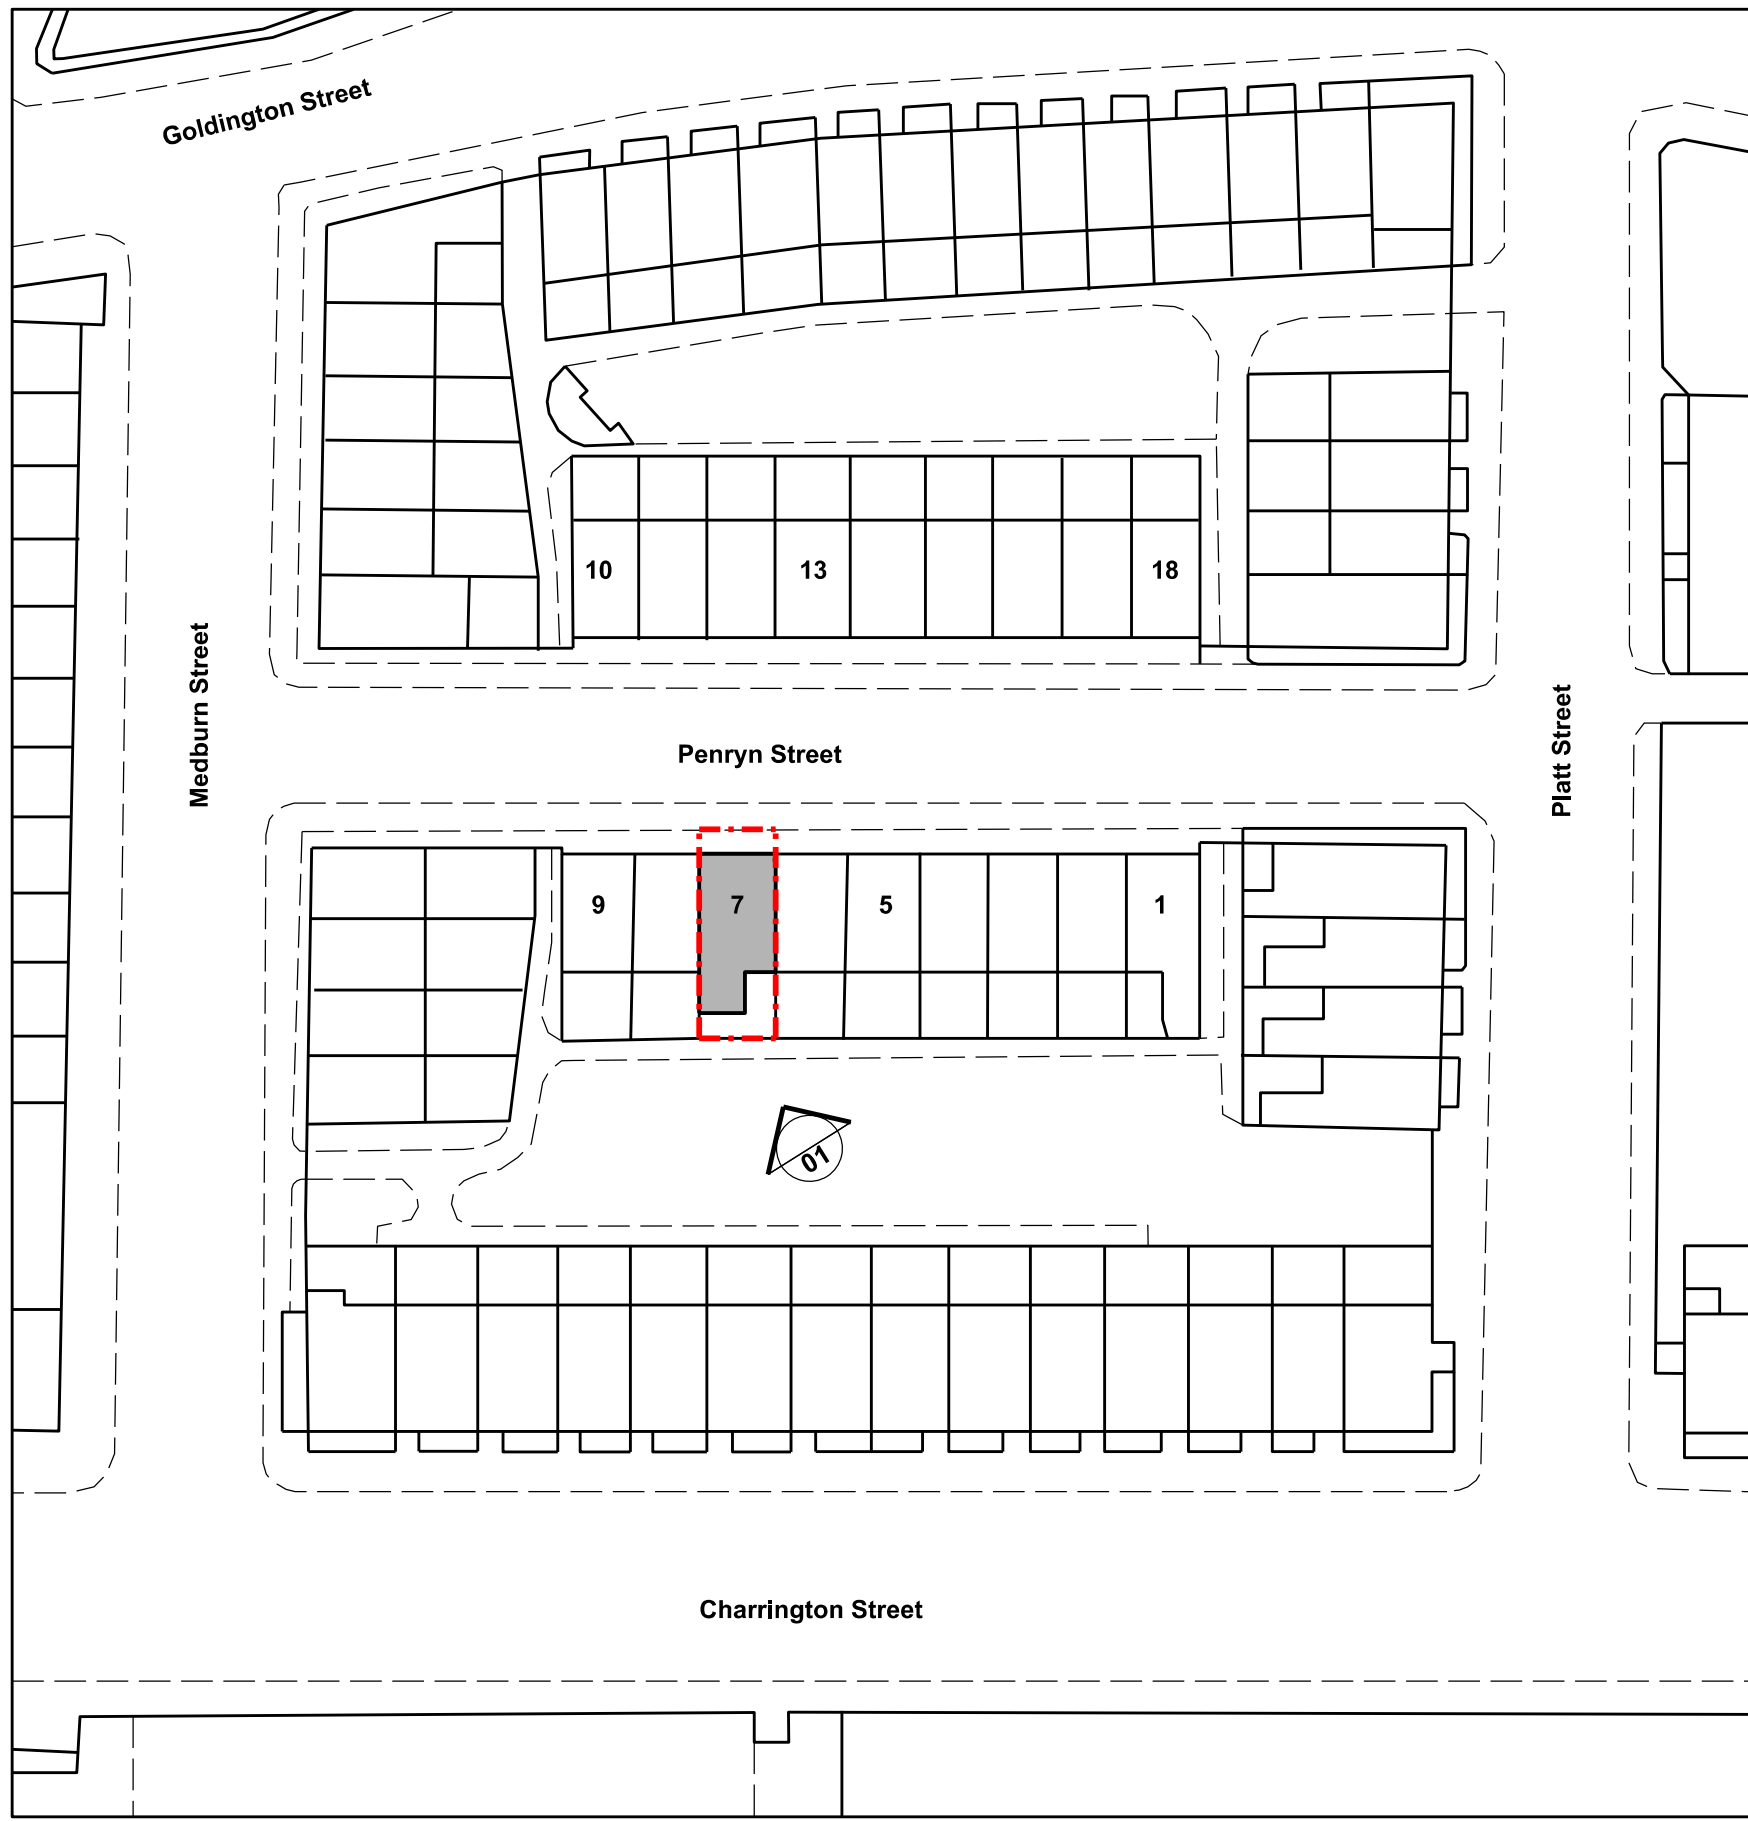 Goldington Street
10
13
18
Medburn Street
Platt Street
Penryn Street
9
7
5
1
01
Charrington Street